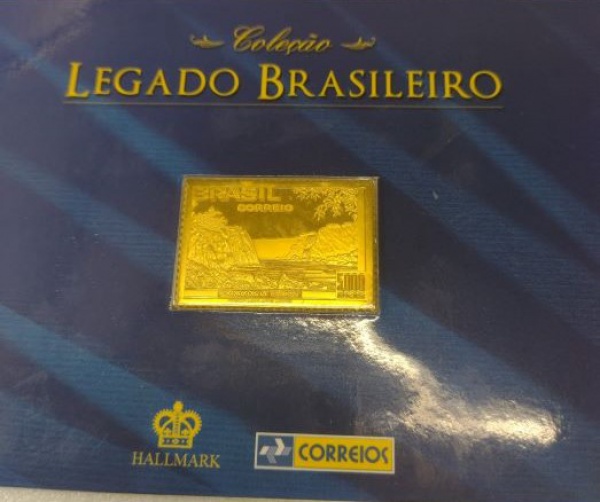 Coleção
LEGADO BRASILEIRO
BRASIL
CORREIO
5.000
HALLMARK
CORREIOS